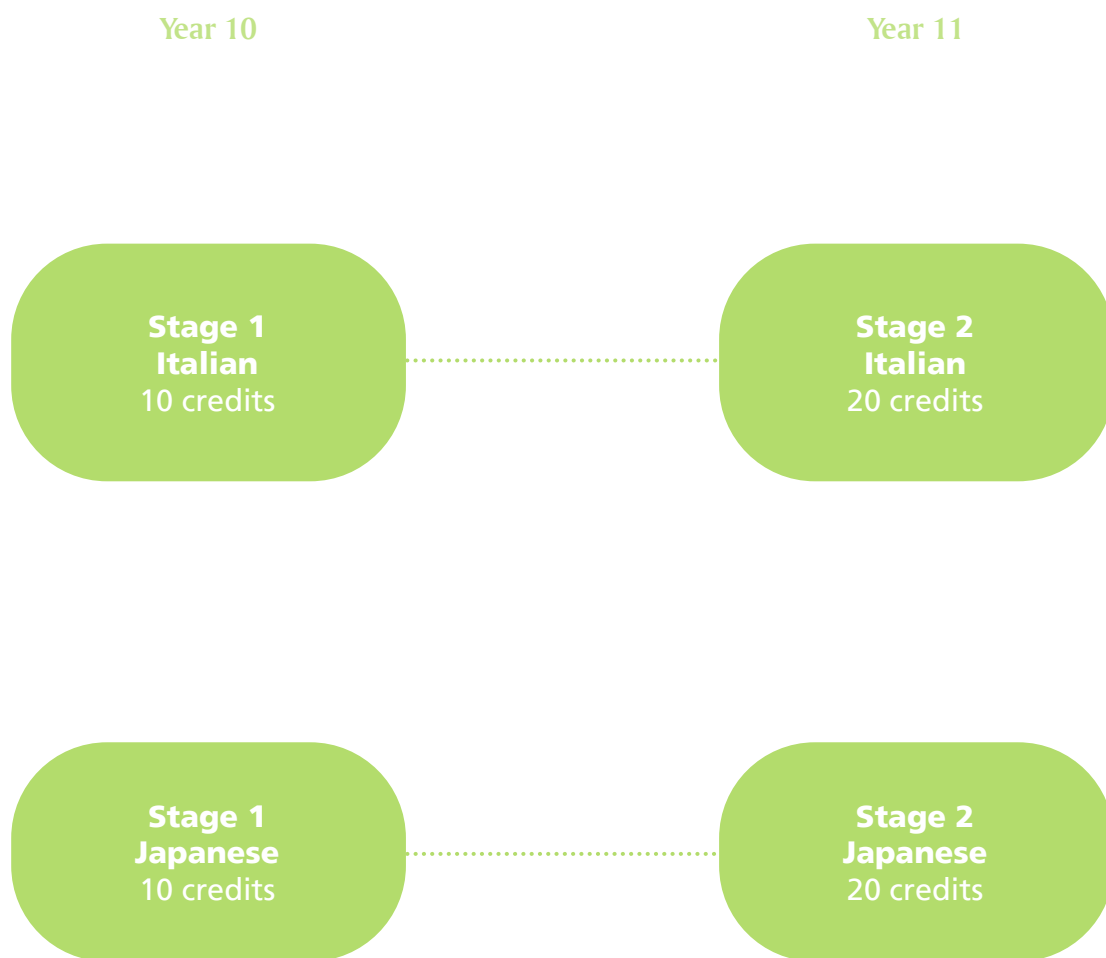 Year 10
Year 11
Stage 1
Italian
10 credits
Stage 2
Italian
20 credits
Stage 1
Japanese
10 credits
Stage 2
Japanese
20 credits